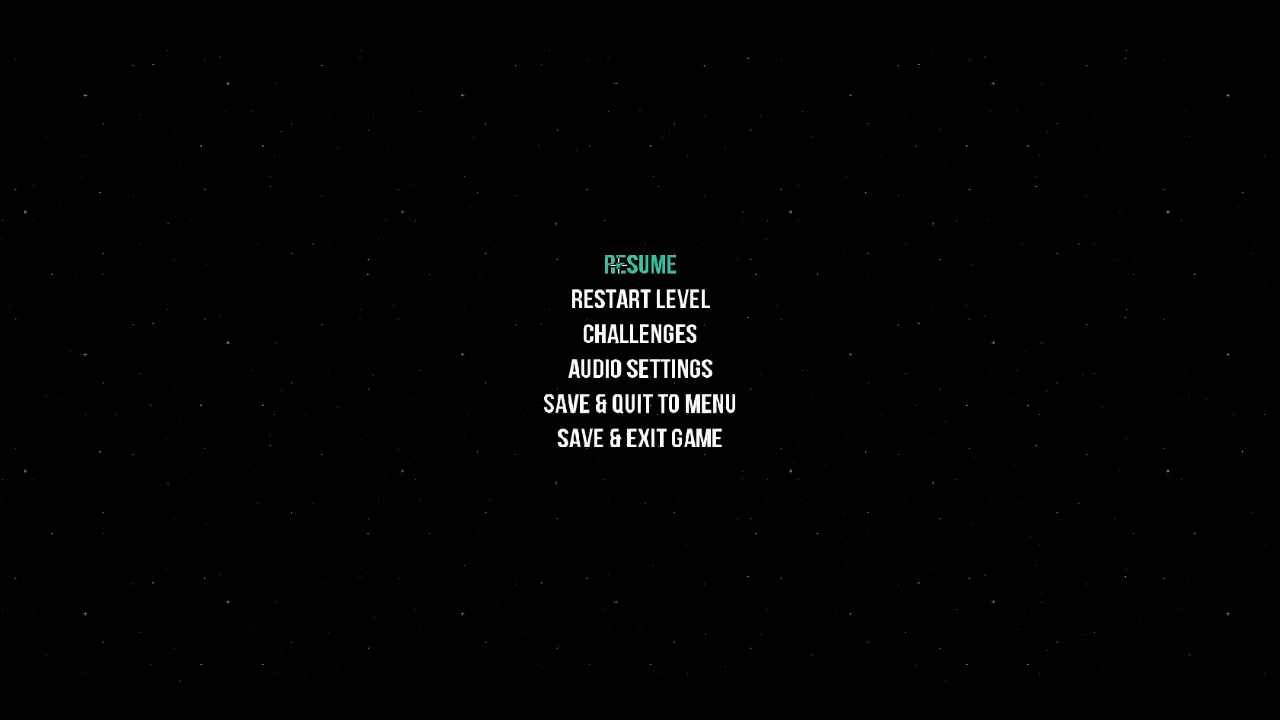 RESUME
RESTART LEVEL
CHALLENGES
AUDIO SETTINGS
SAVE & QUIT TO MENU
SAVE & EXIT GAME